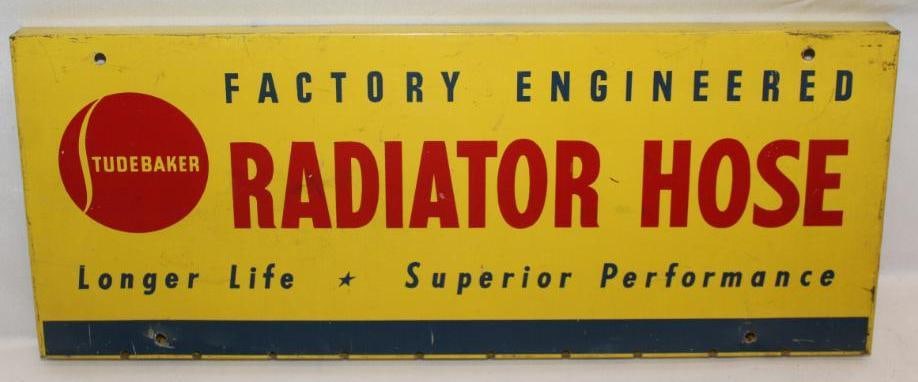 FACTORY ENGINEERED
STUDEBAKER
RADIATOR HOSE
Longer Life ★ Superior Performance